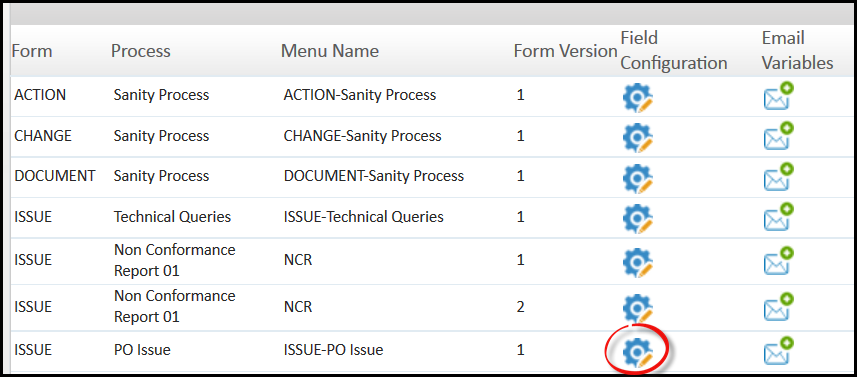 Form Process Menu Name Form Version Field Configuration Email Variables
ACTION Sanity Process ACTION-Sanity Process 1
CHANGE Sanity Process CHANGE-Sanity Process 1
DOCUMENT Sanity Process DOCUMENT-Sanity Process 1
ISSUE Technical Queries ISSUE-Technical Queries 1
ISSUE Non Conformance Report 01 NCR 1
ISSUE Non Conformance Report 01 NCR 2
ISSUE PO Issue ISSUE-PO Issue 1